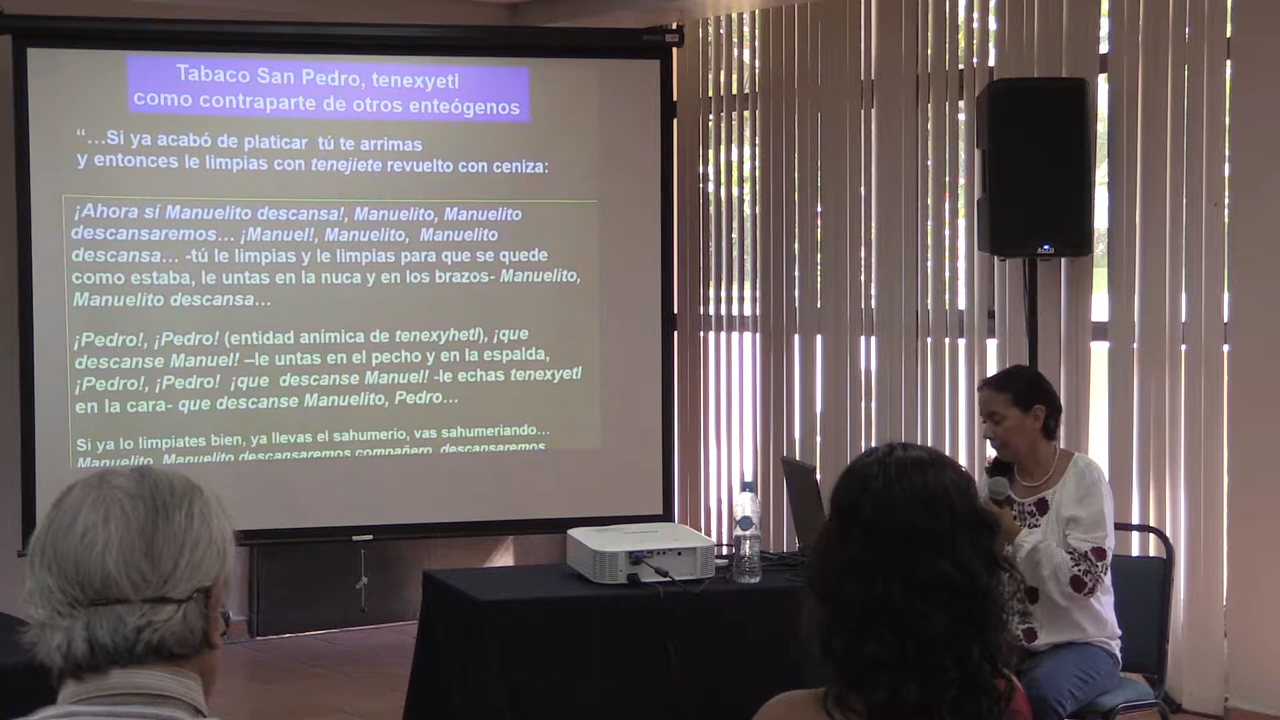 Tabaco San Pedro, tenexyetl
como contraparte de otros enteógenos
“…Si ya acabó de platicar tú te arrimas
y entonces le limpias con tenejiete revuelto con ceniza:
¡Ahora sí Manuelito descansa!, Manuelito, Manuelito
descansaremos… ¡Manuel!, Manuelito, Manuelito
descansa… -tú le limpias y le limpias para que se quede
como estaba, le untas en la nuca y en los brazos- Manuelito,
Manuelito descansa…
¡Pedro!, ¡Pedro! (entidad anímica de tenexyhetl), ¡que
descanse Manuel! –le untas en el pecho y en la espalda,
¡Pedro!, ¡Pedro! ¡que descanse Manuel! -le echas tenexyetl
en la cara- que descanse Manuelito, Pedro…
Si ya lo limpiates bien, ya llevas el sahumerio, vas sahumeriando…
Manuelito, Manuelito descansaremos compañero, descansaremos